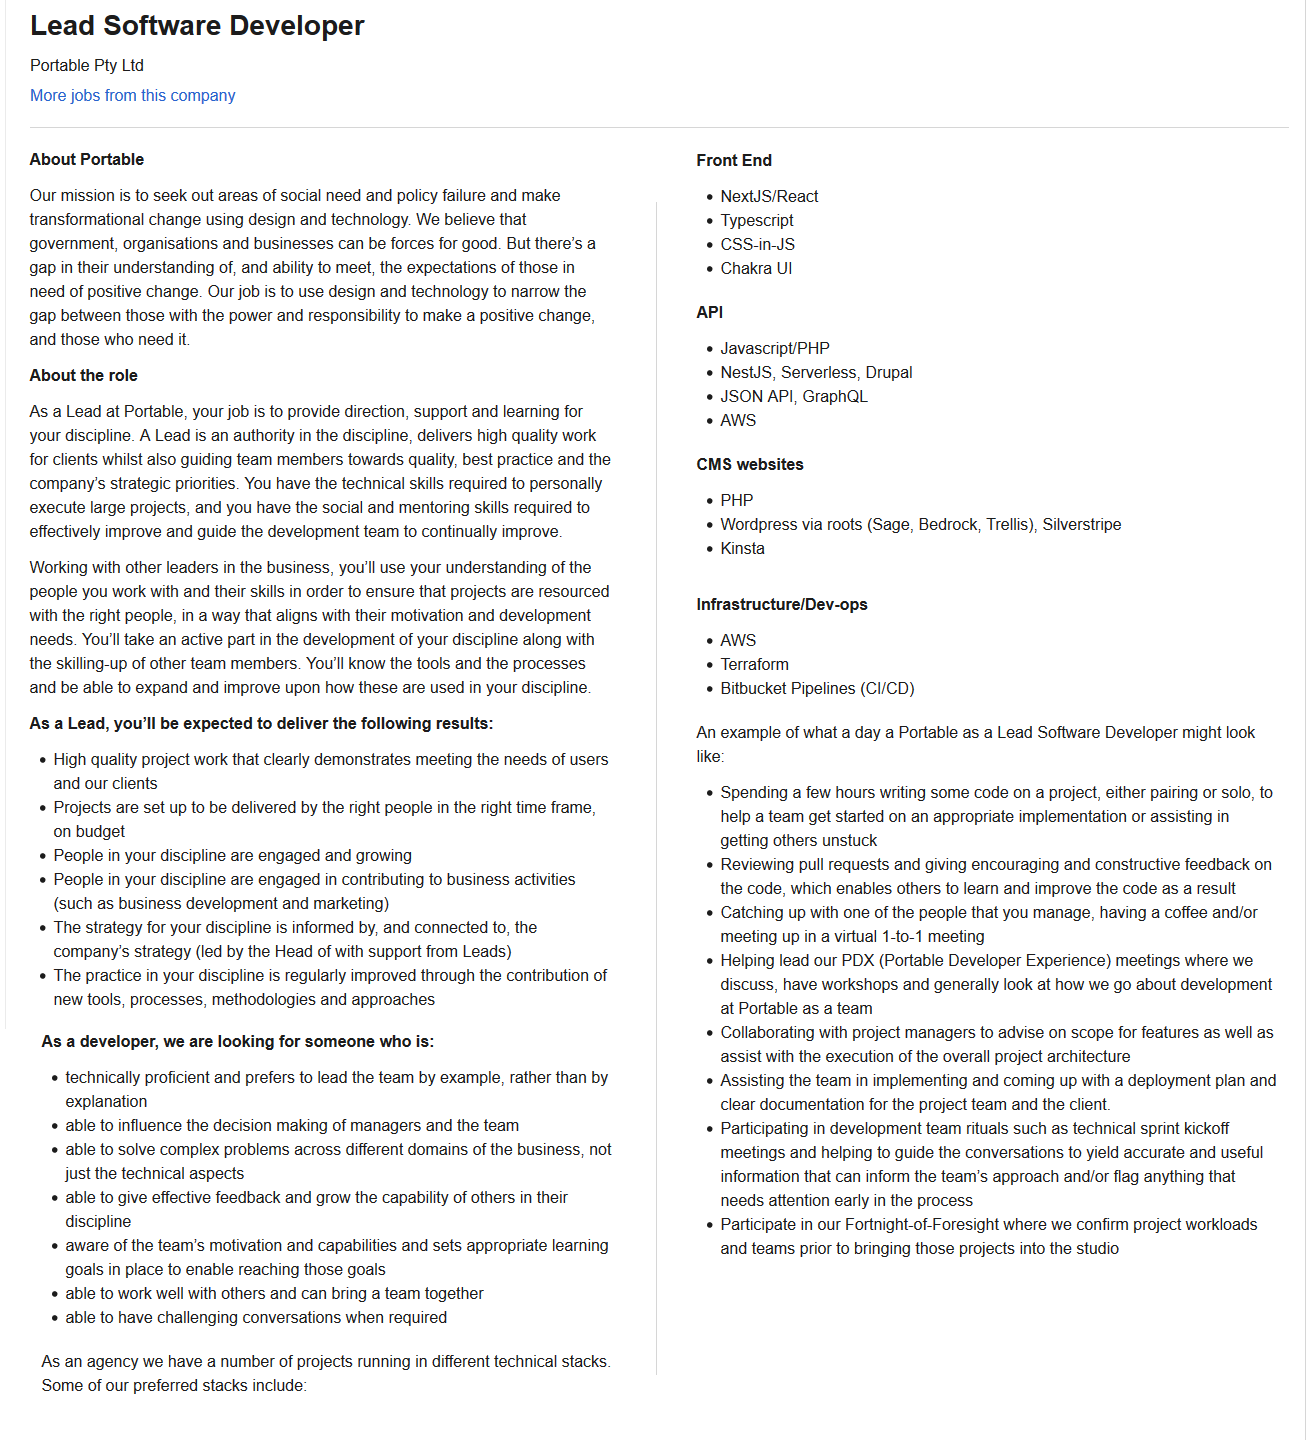 Lead Software Developer
Portable Pty Ltd
More jobs from this company
About Portable
Our mission is to seek out areas of social need and policy failure and make
transformational change using design and technology. We believe that
government, organisations and businesses can be forces for good. But there’s a
gap in their understanding of, and ability to meet, the expectations of those in
need of positive change. Our job is to use design and technology to narrow the
gap between those with the power and responsibility to make a positive change,
and those who need it.
About the role
As a Lead at Portable, your job is to provide direction, support and learning for
your discipline. A Lead is an authority in the discipline, delivers high quality work
for clients whilst also guiding team members towards quality, best practice and the
company’s strategic priorities. You have the technical skills required to personally
execute large projects, and you have the social and mentoring skills required to
effectively improve and guide the development team to continually improve.
Working with other leaders in the business, you’ll use your understanding of the
people you work with and their skills in order to ensure that projects are resourced
with the right people, in a way that aligns with their motivation and development
needs. You’ll take an active part in the development of your discipline along with
the skilling-up of other team members. You’ll know the tools and the processes
and be able to expand and improve upon how these are used in your discipline.
As a Lead, you’ll be expected to deliver the following results:
• High quality project work that clearly demonstrates meeting the needs of users
and our clients
• Projects are set up to be delivered by the right people in the right time frame,
on budget
• People in your discipline are engaged and growing
• People in your discipline are engaged in contributing to business activities
(such as business development and marketing)
• The strategy for your discipline is informed by, and connected to, the
company’s strategy (led by the Head of with support from Leads)
• The practice in your discipline is regularly improved through the contribution of
new tools, processes, methodologies and approaches
As a developer, we are looking for someone who is:
• technically proficient and prefers to lead the team by example, rather than by
explanation
• able to influence the decision making of managers and the team
• able to solve complex problems across different domains of the business, not
just the technical aspects
• able to give effective feedback and grow the capability of others in their
discipline
• aware of the team’s motivation and capabilities and sets appropriate learning
goals in place to enable reaching those goals
• able to work well with others and can bring a team together
• able to have challenging conversations when required
As an agency we have a number of projects running in different technical stacks.
Some of our preferred stacks include:
Front End
• NextJS/React
• Typescript
• CSS-in-JS
• Chakra UI
API
• Javascript/PHP
• NestJS, Serverless, Drupal
• JSON API, GraphQL
• AWS
CMS websites
• PHP
• Wordpress via roots (Sage, Bedrock, Trellis), Silverstripe
• Kinsta
Infrastructure/Dev-ops
• AWS
• Terraform
• Bitbucket Pipelines (CI/CD)
An example of what a day a Portable as a Lead Software Developer might look
like:
• Spending a few hours writing some code on a project, either pairing or solo, to
help a team get started on an appropriate implementation or assisting in
getting others unstuck
• Reviewing pull requests and giving encouraging and constructive feedback on
the code, which enables others to learn and improve the code as a result
• Catching up with one of the people that you manage, having a coffee and/or
meeting up in a virtual 1-to-1 meeting
• Helping lead our PDX (Portable Developer Experience) meetings where we
discuss, have workshops and generally look at how we go about development
at Portable as a team
• Collaborating with project managers to advise on scope for features as well as
assist with the execution of the overall project architecture
• Assisting the team in implementing and coming up with a deployment plan and
clear documentation for the project team and the client.
• Participating in development team rituals such as technical sprint kickoff
meetings and helping to guide the conversations to yield accurate and useful
information that can inform the team’s approach and/or flag anything that
needs attention early in the process
• Participate in our Fortnight-of-Foresight where we confirm project workloads
and teams prior to bringing those projects into the studio